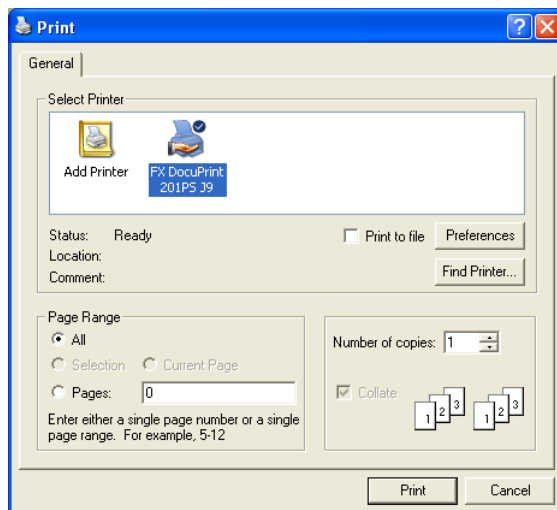 Print
General
Select Printer
Add Printer
FX DocuPrint
201PS J9
Status: Ready
Print to file
Preferences
Location:
Comment:
Find Printer...
Page Range
All
Selection
Current Page
Pages: 0
Enter either a single page number or a single
page range. For example, 5-12
Number of copies: 1
Collate
1 2 3 1 2 3
Print
Cancel